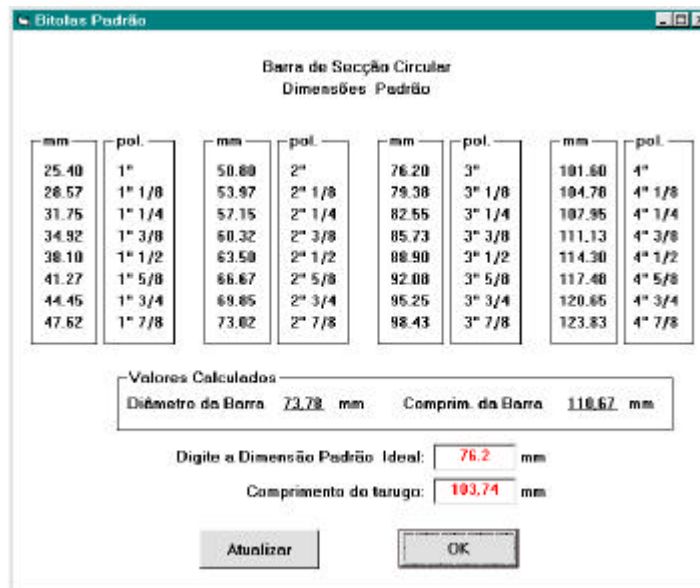 Bitolas Padrão
Barra de Secção Circular
Dimensões Padrão
mm pol. mm pol. mm pol. mm pol.
25.40 1" 50.80 2" 76.20 3" 101.60 4"
28.57 1" 1/8 53.97 2" 1/8 79.38 3" 1/8 104.78 4" 1/8
31.75 1" 1/4 57.15 2" 1/4 82.55 3" 1/4 107.95 4" 1/4
34.92 1" 3/8 60.32 2" 3/8 85.73 3" 3/8 111.13 4" 3/8
38.10 1" 1/2 63.50 2" 1/2 88.90 3" 1/2 114.30 4" 1/2
41.27 1" 5/8 66.67 2" 5/8 92.08 3" 5/8 117.48 4" 5/8
44.45 1" 3/4 69.85 2" 3/4 95.25 3" 3/4 120.65 4" 3/4
47.62 1" 7/8 73.02 2" 7/8 98.43 3" 7/8 123.83 4" 7/8
Valores Calculados
Diâmetro da Barra 73,78 mm Comprim. da Barra 110,67 mm
Digite a Dimensão Padrão Ideal: 76.2 mm
Comprimento do tarugo: 103,74 mm
Atualizar OK